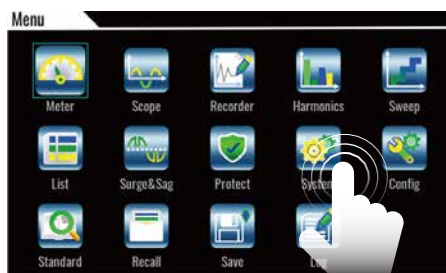 Menu
Meter Scope Recorder Harmonics Sweep
List Surge&Sag Protect System Config
Standard Recall Save Log